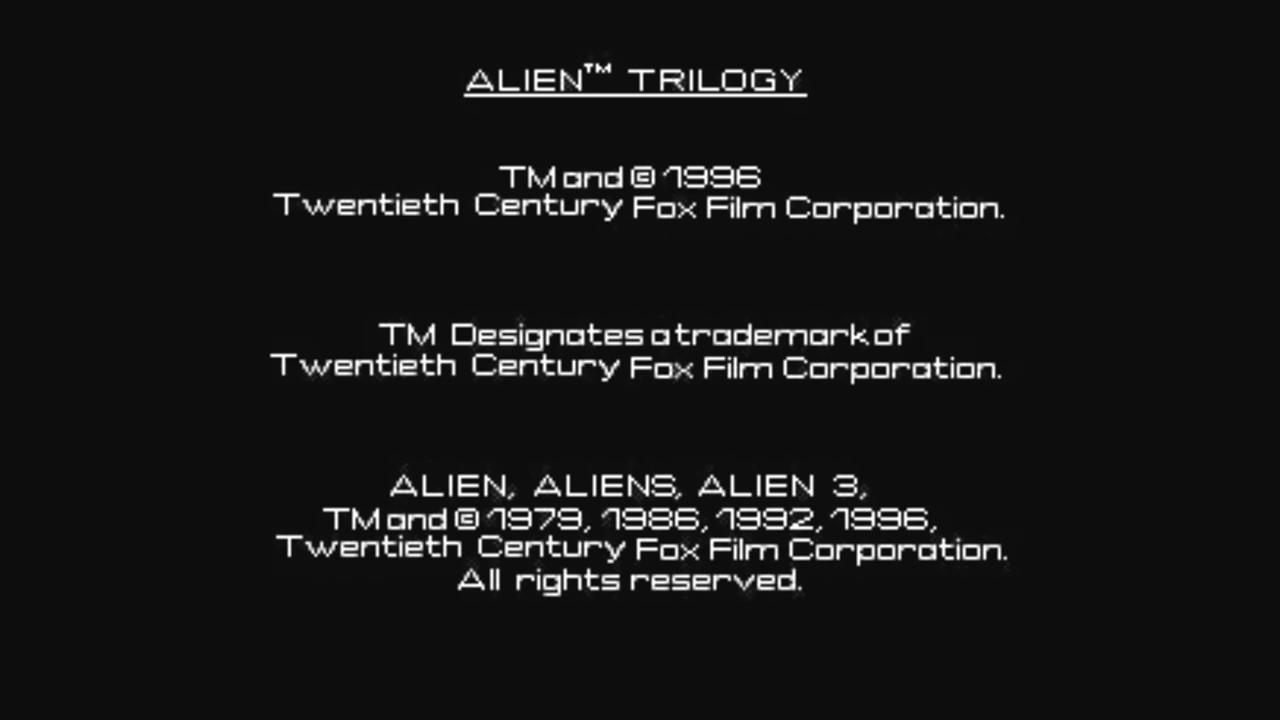 ALIEN™ TRILOGY
TM and © 1996
Twentieth Century Fox Film Corporation.
TM Designates a trademark of
Twentieth Century Fox Film Corporation.
ALIEN, ALIENS, ALIEN 3,
TM and © 1979, 1986, 1992, 1996,
Twentieth Century Fox Film Corporation.
All rights reserved.